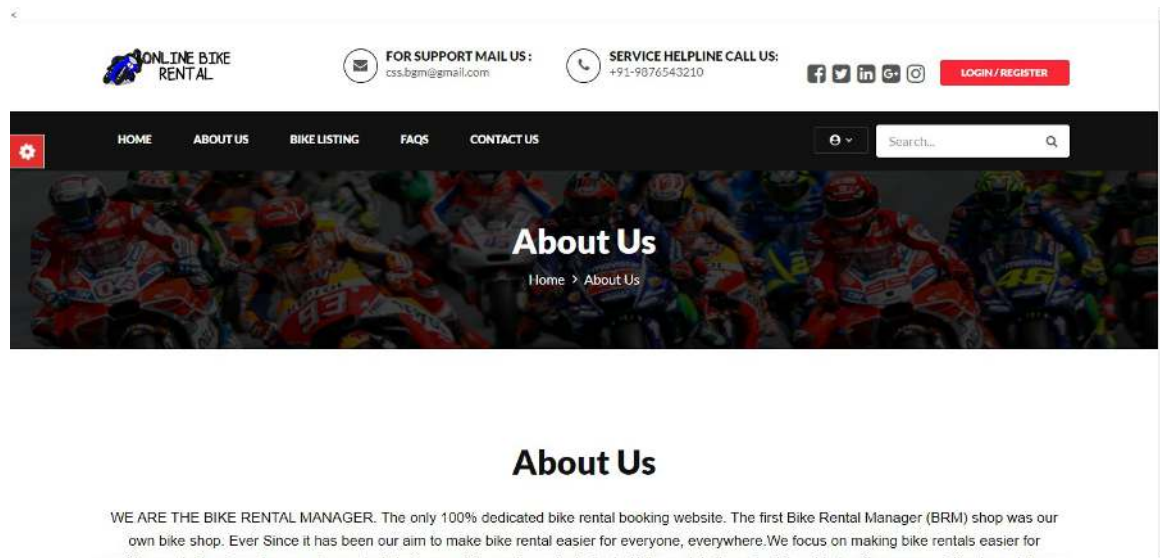 <
ONLINE BIKE
RENTAL
FOR SUPPORT MAIL US :
css.bgm@gmail.com
SERVICE HELPLINE CALL US:
+91-9876543210
LOGIN / REGISTER
HOME ABOUT US BIKE LISTING FAQS CONTACT US
Search...
About Us
Home > About Us
93
46
About Us
WE ARE THE BIKE RENTAL MANAGER. The only 100% dedicated bike rental booking website. The first Bike Rental Manager (BRM) shop was our
own bike shop. Ever Since it has been our aim to make bike rental easier for everyone, everywhere.We focus on making bike rentals easier for